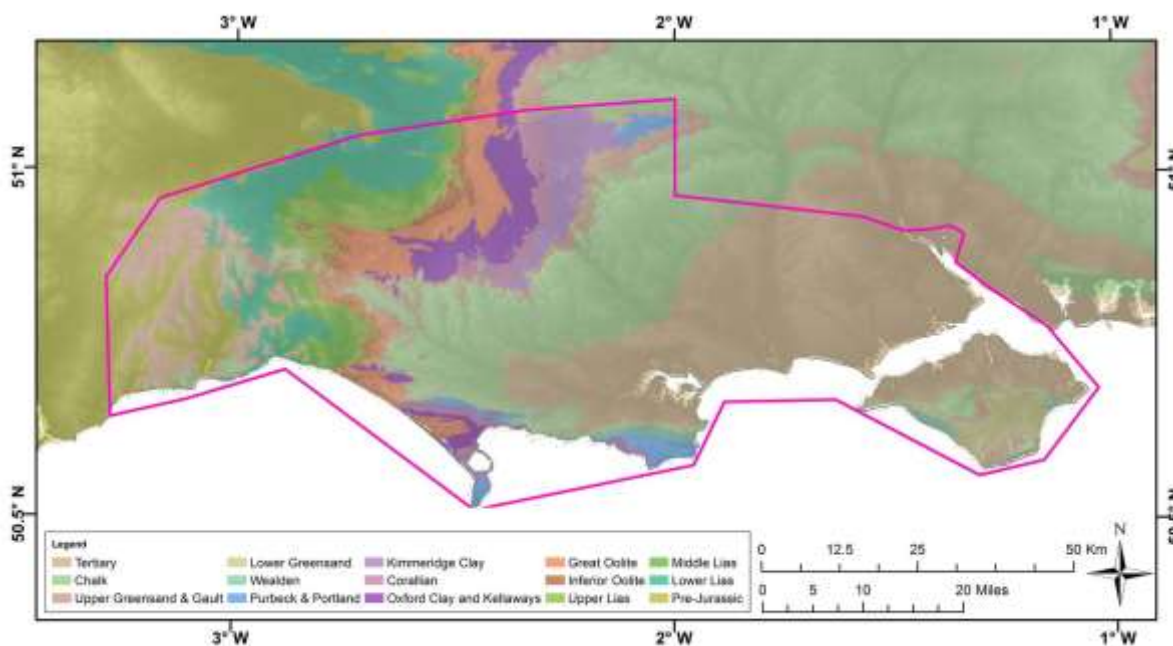 3° W 2° W 1° W
51° N
50.5° N
Legend
Tertiary Lower Greensand Kimmeridge Clay Great Oolite Middle Lias
Chalk Wealden Corallian Inferior Oolite Lower Lias
Upper Greensand & Gault Purbeck & Portland Oxford Clay and Kellaways Upper Lias Pre-Jurassic
0 12.5 25 50 Km
0 5 10 20 Miles
N
3° W 2° W 1° W